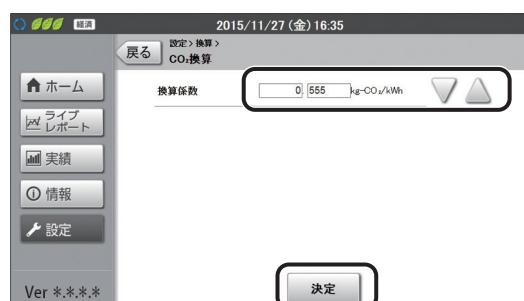 経済
2015/11/27(金)16:35
戻る
設定>換算>
CO₂換算
ホーム
ライブ
レポート
実績
情報
設定
換算係数
0. 555 kg-CO₂/kWh
決定
Ver *.*.*.*